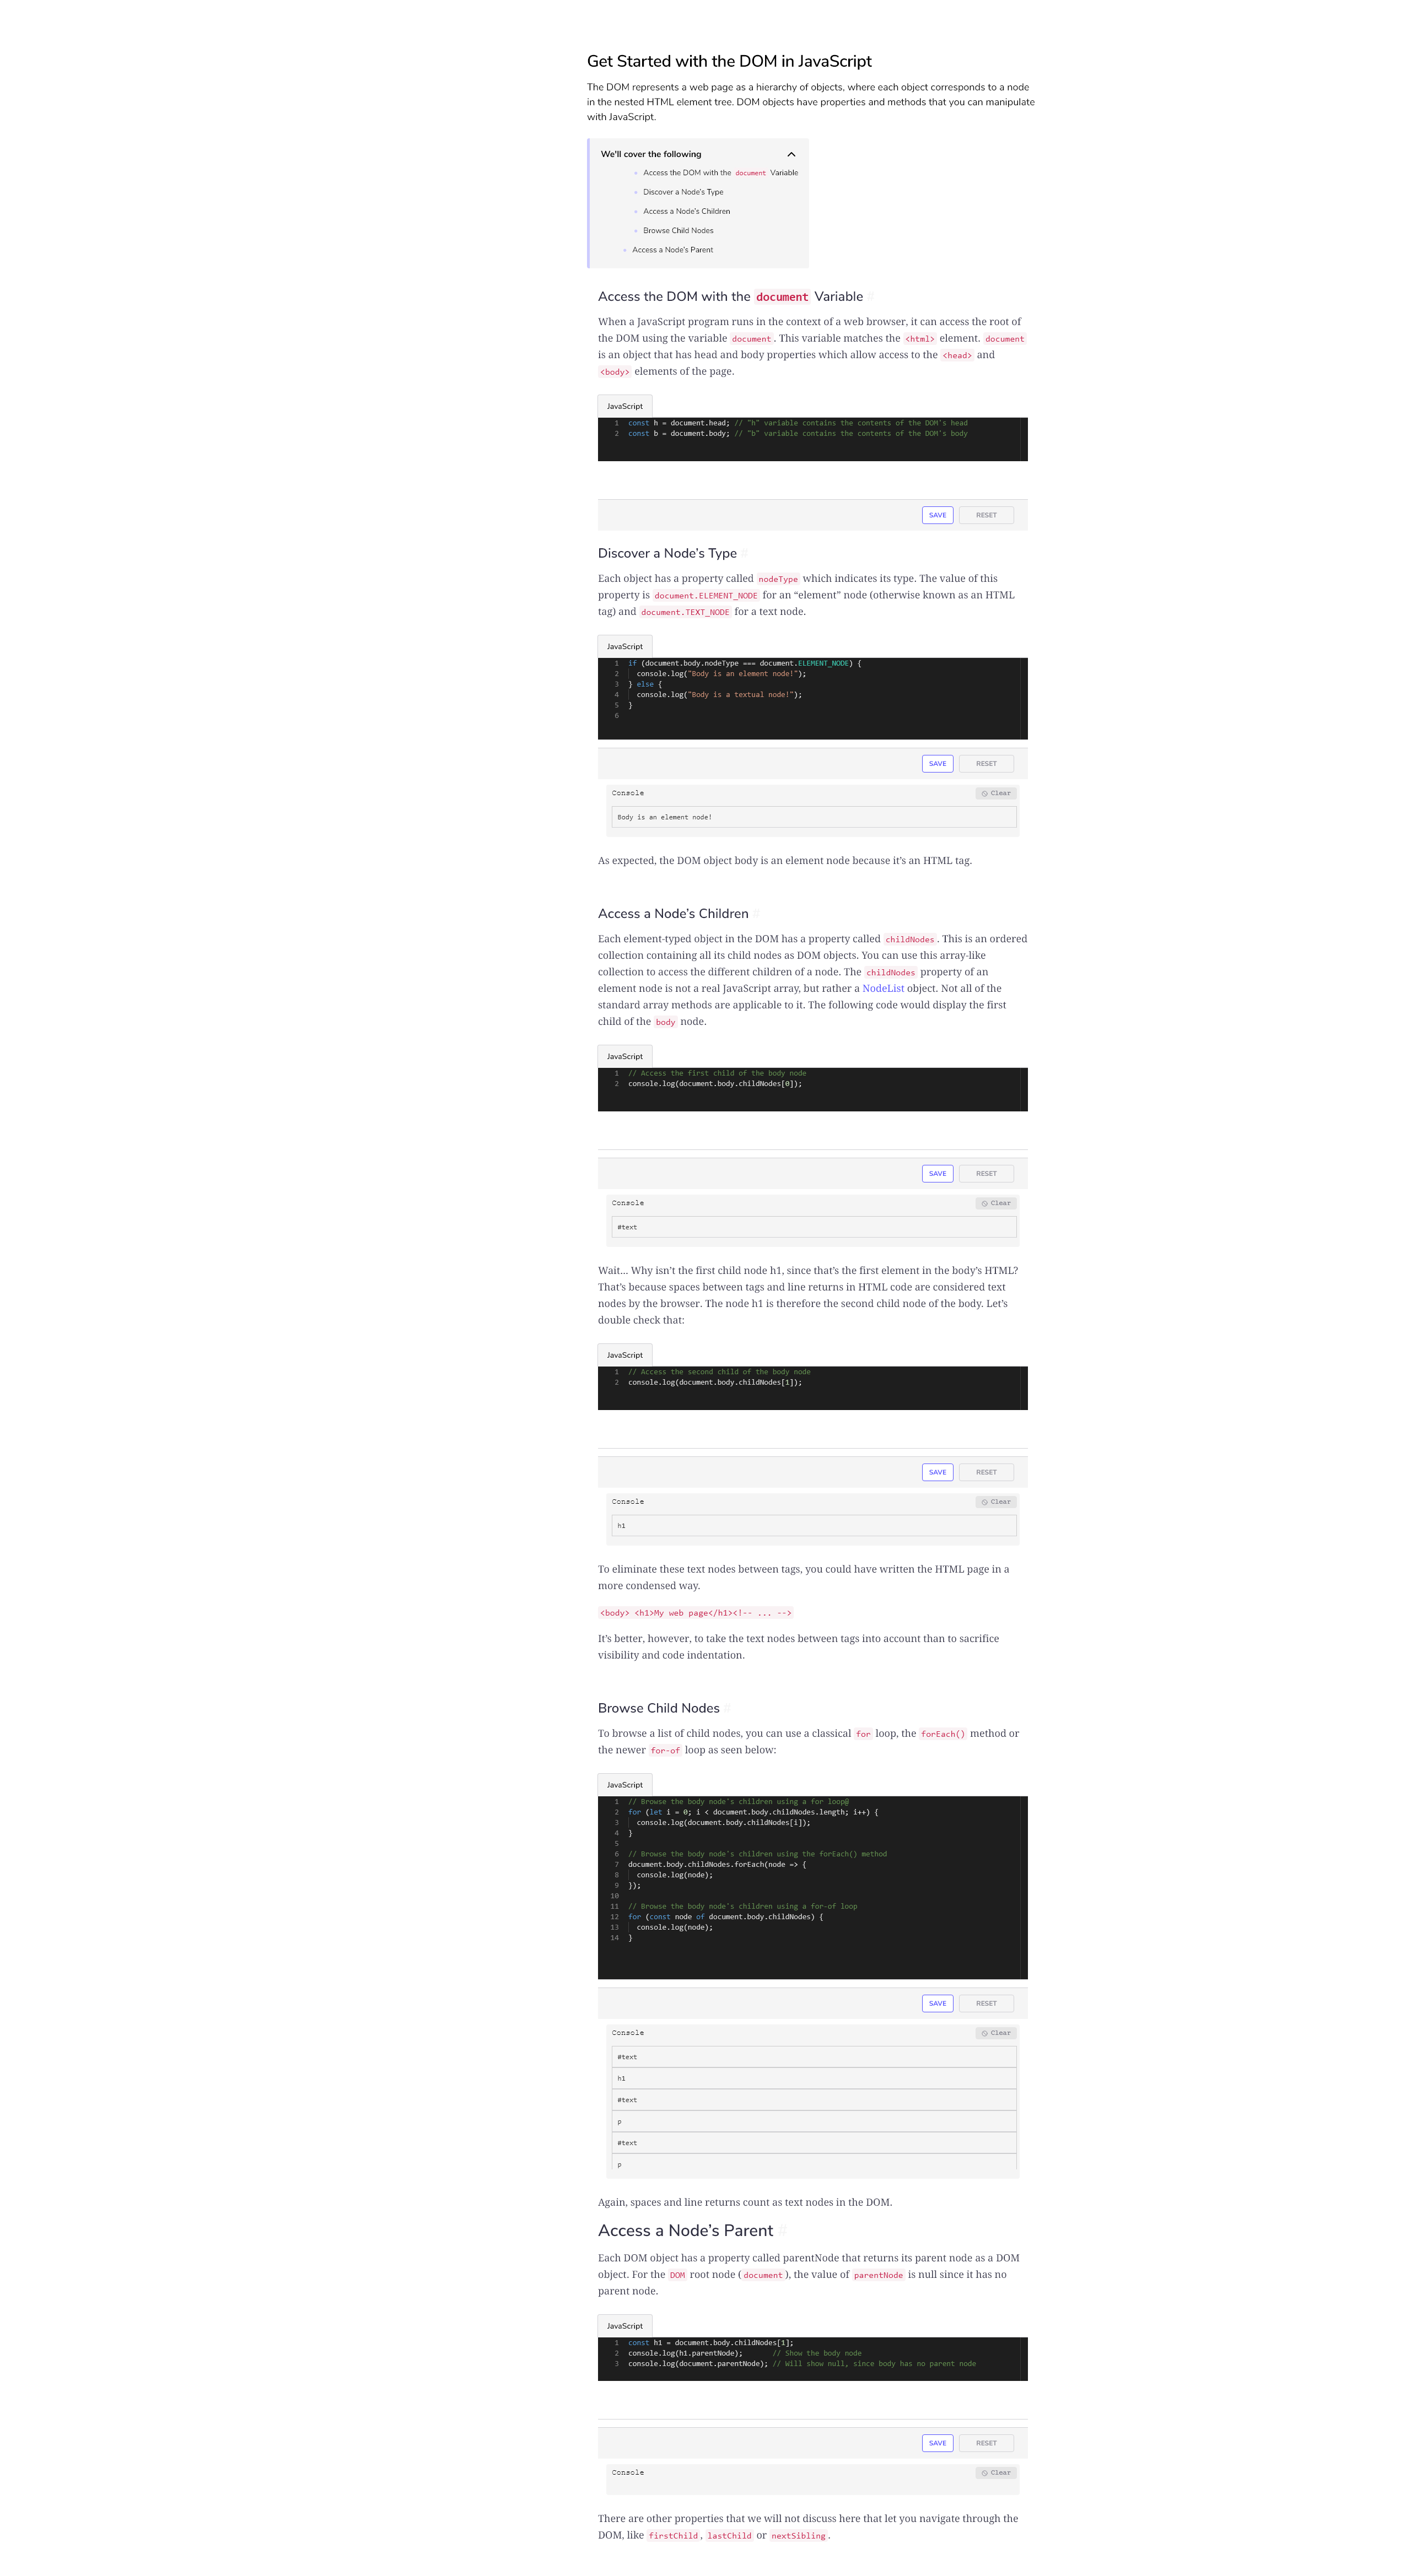 Get Started with the DOM in JavaScript
The DOM represents a web page as a hierarchy of objects, where each object corresponds to a node
in the nested HTML element tree. DOM objects have properties and methods that you can manipulate
with JavaScript.
We'll cover the following
Access the DOM with the document Variable
Discover a Node's Type
Access a Node's Children
Browse Child Nodes
Access a Node's Parent
Access the DOM with the document Variable #
When a JavaScript program runs in the context of a web browser, it can access the root of
the DOM using the variable document. This variable matches the <html> element. document
is an object that has head and body properties which allow access to the <head> and
<body> elements of the page.
JavaScript
1 const h = document.head; // "h" variable contains the contents of the DOM's head
2 const b = document.body; // "b" variable contains the contents of the DOM's body
SAVE RESET
Discover a Node’s Type #
Each object has a property called nodeType which indicates its type. The value of this
property is document.ELEMENT_NODE for an “element” node (otherwise known as an HTML
tag) and document.TEXT_NODE for a text node.
JavaScript
1 if (document.body.nodeType === document.ELEMENT_NODE) {
2 console.log("Body is an element node!");
3 } else {
4 console.log("Body is a textual node!");
5 }
6
SAVE RESET
Console Clear
Body is an element node!
As expected, the DOM object body is an element node because it’s an HTML tag.
Access a Node’s Children #
Each element-typed object in the DOM has a property called childNodes. This is an ordered
collection containing all its child nodes as DOM objects. You can use this array-like
collection to access the different children of a node. The childNodes property of an
element node is not a real JavaScript array, but rather a NodeList object. Not all of the
standard array methods are applicable to it. The following code would display the first
child of the body node.
JavaScript
1 // Access the first child of the body node
2 console.log(document.body.childNodes[0]);
SAVE RESET
Console Clear
#text
Wait… Why isn’t the first child node h1, since that’s the first element in the body’s HTML?
That’s because spaces between tags and line returns in HTML code are considered text
nodes by the browser. The node h1 is therefore the second child node of the body. Let’s
double check that:
JavaScript
1 // Access the second child of the body node
2 console.log(document.body.childNodes[1]);
SAVE RESET
Console Clear
h1
To eliminate these text nodes between tags, you could have written the HTML page in a
more condensed way.
<body> <h1>My web page</h1><!-- ... -->
It’s better, however, to take the text nodes between tags into account than to sacrifice
visibility and code indentation.
Browse Child Nodes #
To browse a list of child nodes, you can use a classical for loop, the forEach() method or
the newer for-of loop as seen below:
JavaScript
1 // Browse the body node's children using a for loop@
2 for (let i = 0; i < document.body.childNodes.length; i++) {
3 console.log(document.body.childNodes[i]);
4 }
5
6 // Browse the body node's children using the forEach() method
7 document.body.childNodes.forEach(node => {
8 console.log(node);
9 });
10
11 // Browse the body node's children using a for-of loop
12 for (const node of document.body.childNodes) {
13 console.log(node);
14 }
SAVE RESET
Console Clear
#text
h1
#text
p
#text
p
Again, spaces and line returns count as text nodes in the DOM.
Access a Node’s Parent #
Each DOM object has a property called parentNode that returns its parent node as a DOM
object. For the DOM root node (document), the value of parentNode is null since it has no
parent node.
JavaScript
1 const h1 = document.body.childNodes[1];
2 console.log(h1.parentNode); // Show the body node
3 console.log(document.parentNode); // Will show null, since body has no parent node
SAVE RESET
Console Clear
There are other properties that we will not discuss here that let you navigate through the
DOM, like firstChild, lastChild or nextSibling.